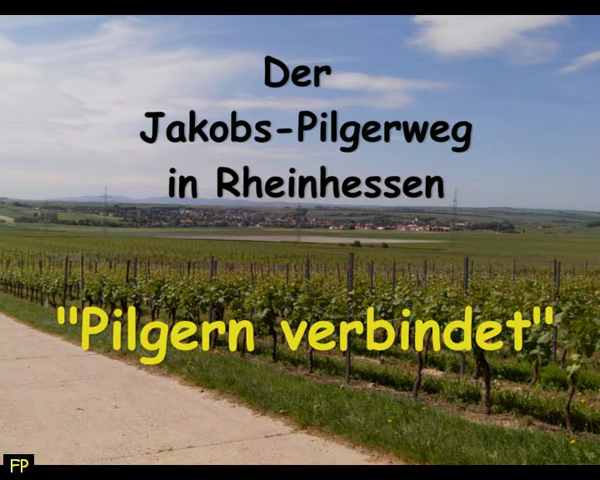 Der
Jakobs-Pilgerweg
in Rheinhessen
"Pilgern verbindet"
FP